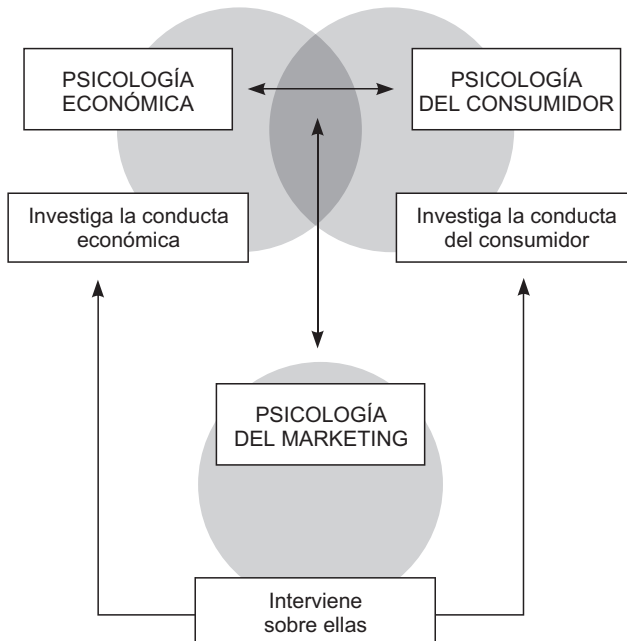 PSICOLOGÍA
ECONÓMICA
PSICOLOGÍA
DEL CONSUMIDOR
Investiga la conducta
económica
Investiga la conducta
del consumidor
PSICOLOGÍA
DEL MARKETING
Interviene
sobre ellas